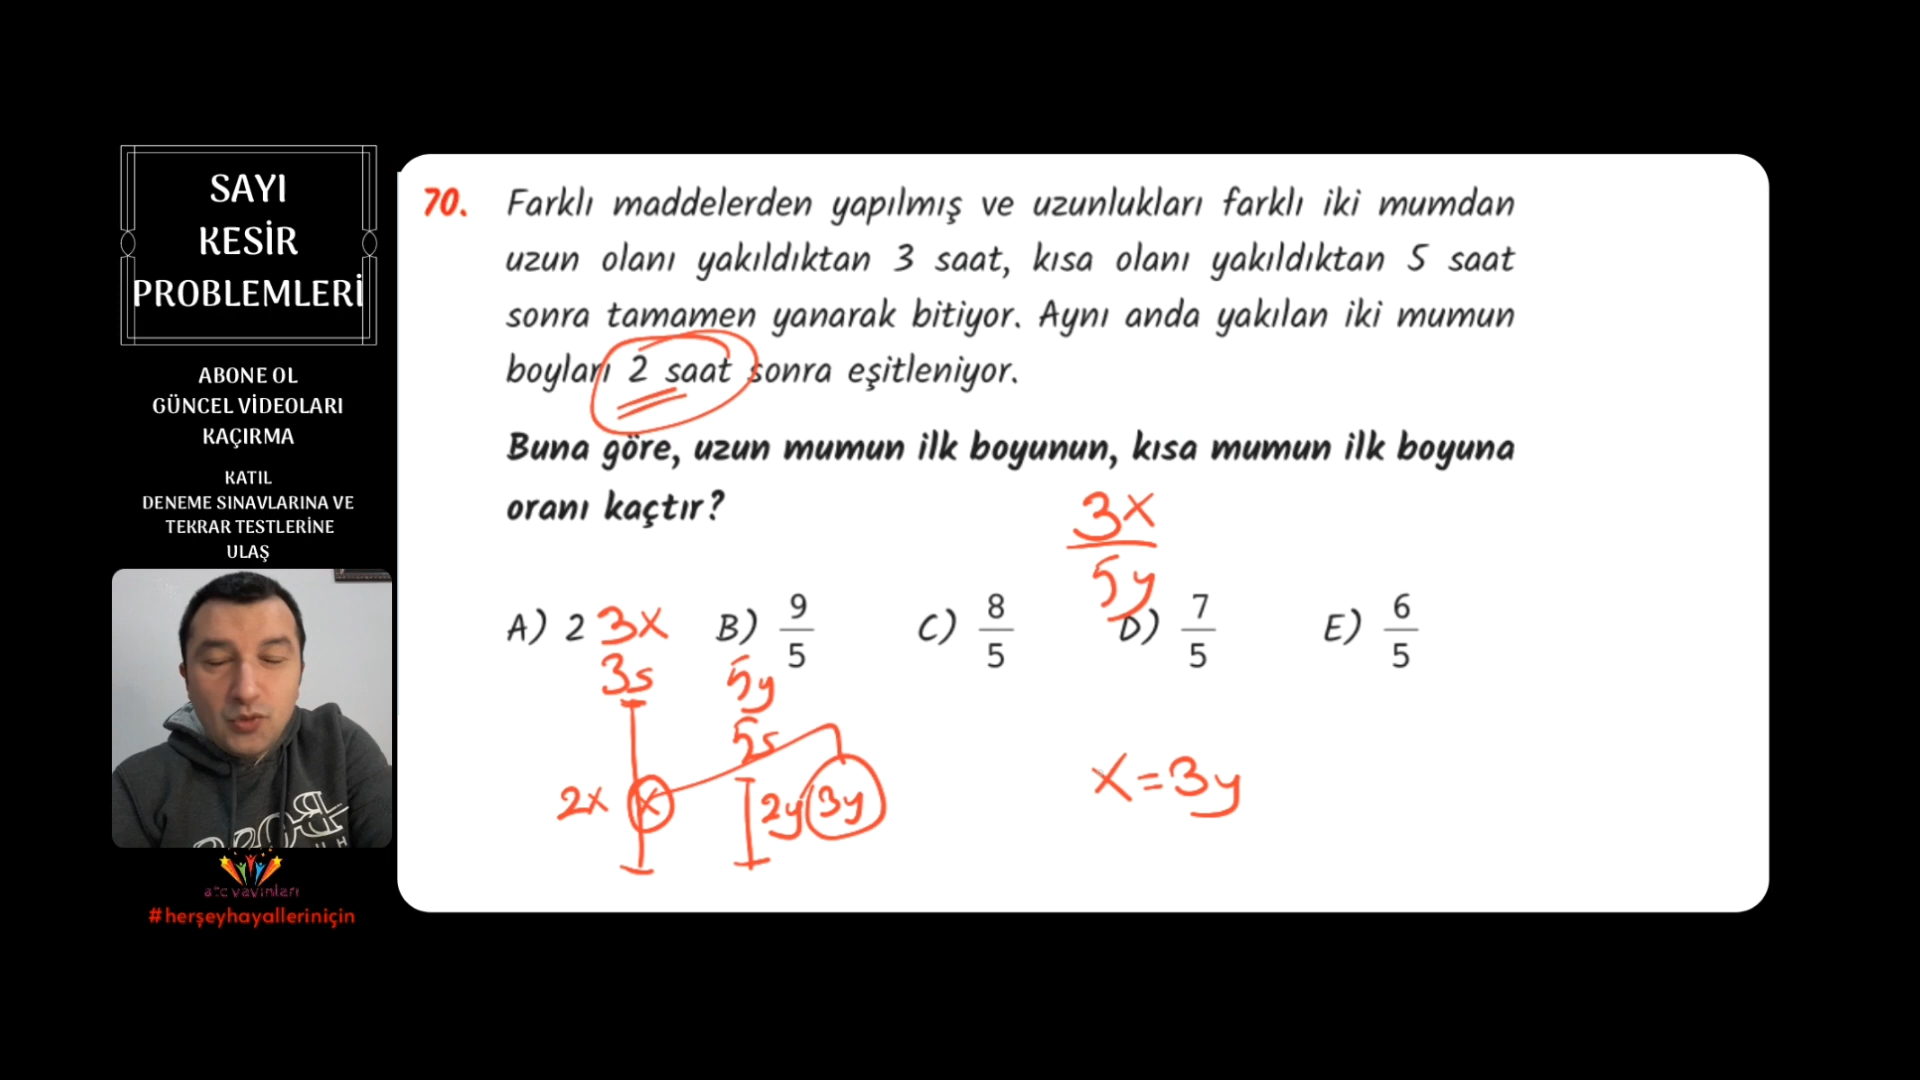 SAYI
KESİR
PROBLEMLERİ
ABONE OL
GÜNCEL VİDEOLARI
KAÇIRMA
KATIL
DENEME SINAVLARINA VE
TEKRAR TESTLERİNE
ULAŞ
atc yayınları
#herşeyhayalleriniçin
70. Farklı maddelerden yapılmış ve uzunlukları farklı iki mumdan
uzun olanı yakıldıktan 3 saat, kısa olanı yakıldıktan 5 saat
sonra tamamen yanarak bitiyor. Aynı anda yakılan iki mumun
boyları 2 saat sonra eşitleniyor.
Buna göre, uzun mumun ilk boyunun, kısa mumun ilk boyuna
oranı kaçtır?
3x
5y
A) 2 B) 9/5 C) 8/5 D) 7/5 E) 6/5
3x
3s 5y
5s
2x x 2y 3y
x=3y